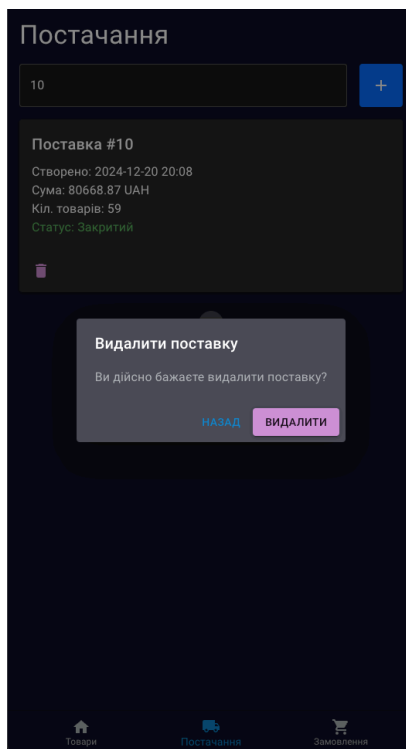 Постачання
10
+
Поставка #10
Створено: 2024-12-20 20:08
Сума: 80668.87 UAH
Кіл. товарів: 59
Статус: Закритий
Видалити поставку
Ви дійсно бажаєте видалити поставку?
НАЗАД ВИДАЛИТИ
Товари Постачання Замовлення